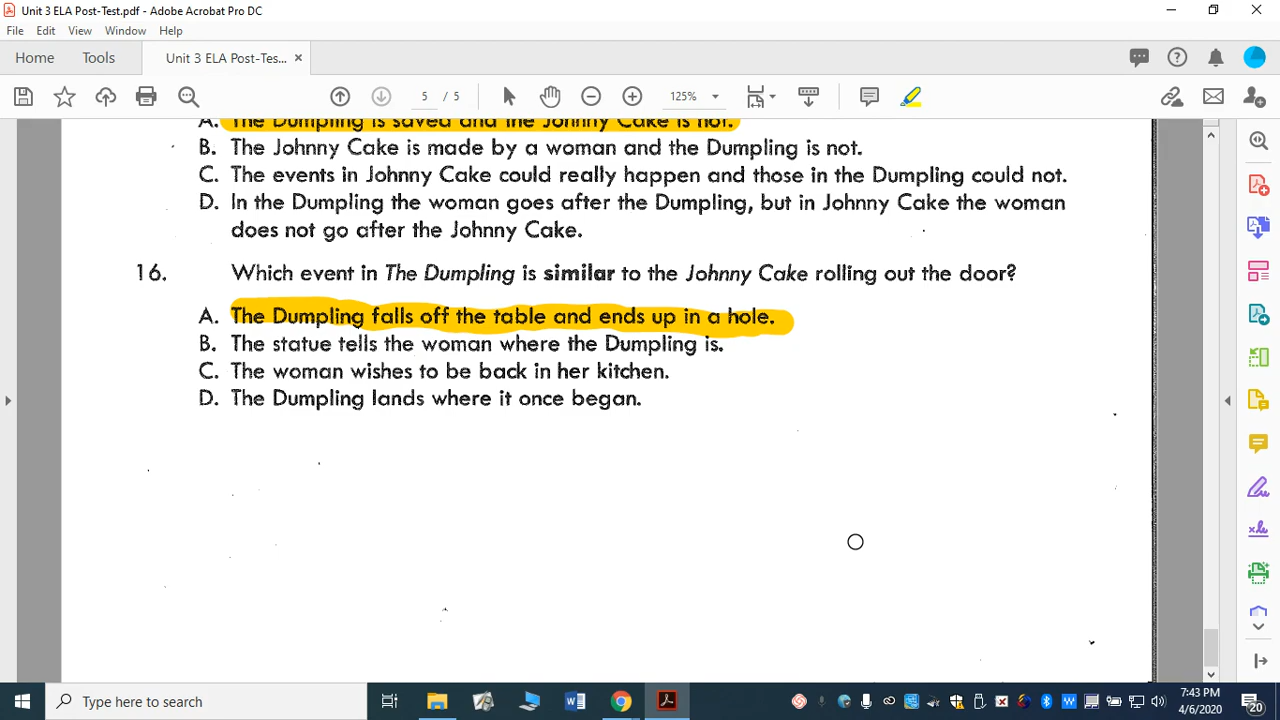 Unit 3 ELA Post-Test.pdf - Adobe Acrobat Pro DC
File Edit View Window Help
Home Tools Unit 3 ELA Post-Tes... ×
5 / 5 125%
A. The Dumpling is saved and the Johnny Cake is not.
B. The Johnny Cake is made by a woman and the Dumpling is not.
C. The events in Johnny Cake could really happen and those in the Dumpling could not.
D. In the Dumpling the woman goes after the Dumpling, but in Johnny Cake the woman
does not go after the Johnny Cake.
16. Which event in The Dumpling is similar to the Johnny Cake rolling out the door?
A. The Dumpling falls off the table and ends up in a hole.
B. The statue tells the woman where the Dumpling is.
C. The woman wishes to be back in her kitchen.
D. The Dumpling lands where it once began.
Type here to search
7:43 PM
4/6/2020
20